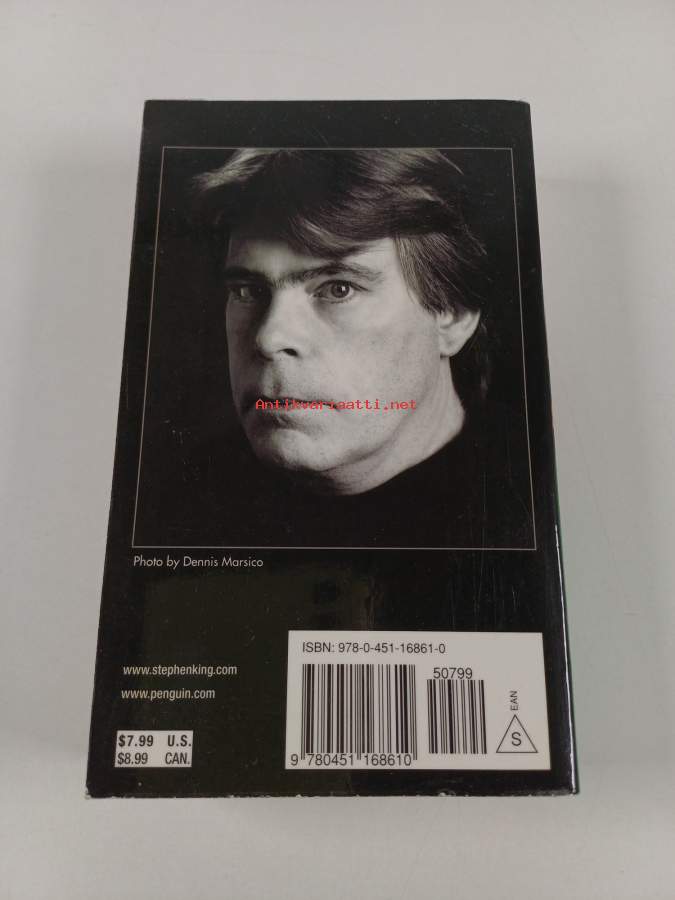 Antikvariaatti.net
Photo by Dennis Marsico
ISBN: 978-0-451-16861-0
50799
www.stephenking.com
www.penguin.com
EAN
S
$7.99 U.S.
$8.99 CAN.
9 780451 168610